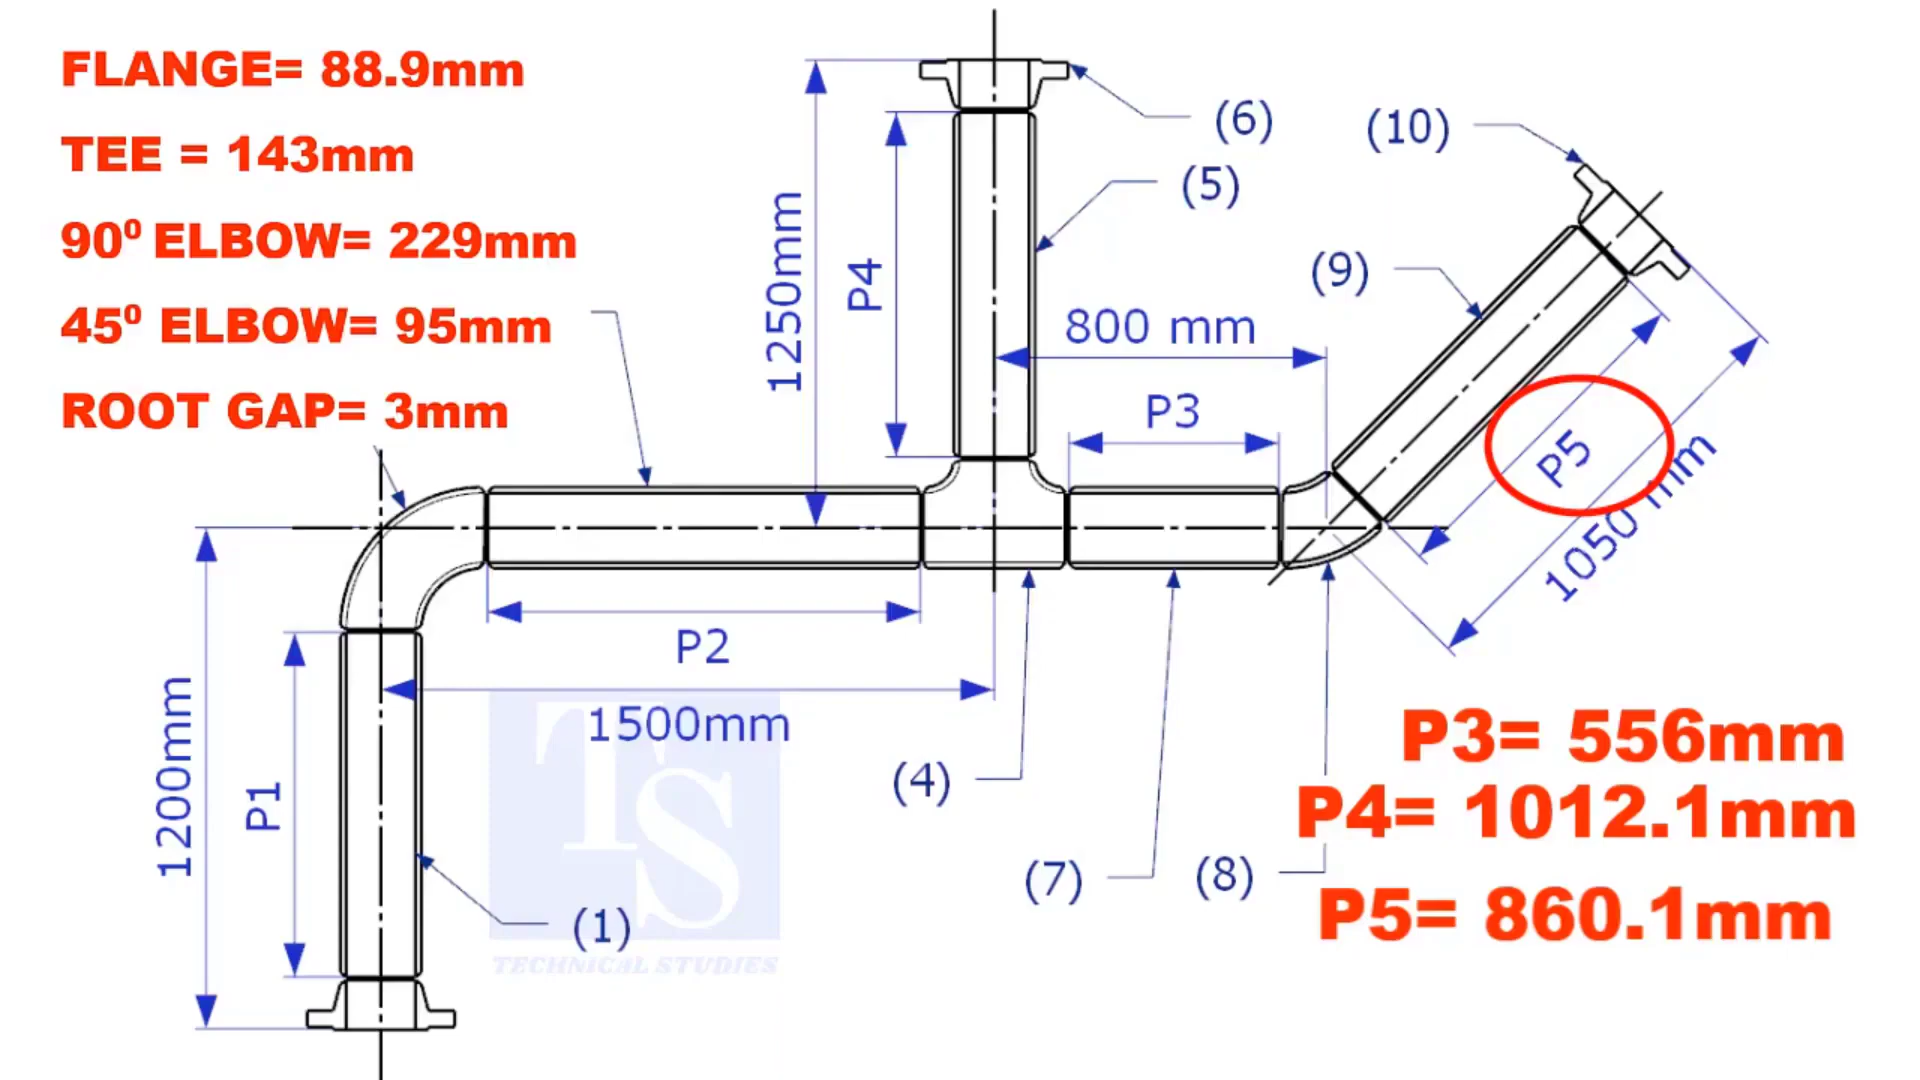 FLANGE= 88.9mm
TEE = 143mm
90⁰ ELBOW= 229mm
45⁰ ELBOW= 95mm
ROOT GAP= 3mm
(6)
(10)
(5)
1250mm
P4
(9)
800 mm
P3
P5
1050 mm
P2
1500mm
1200mm
P1
(4)
(7)
(8)
(1)
TS
TECHNICAL STUDIES
P3= 556mm
P4= 1012.1mm
P5= 860.1mm